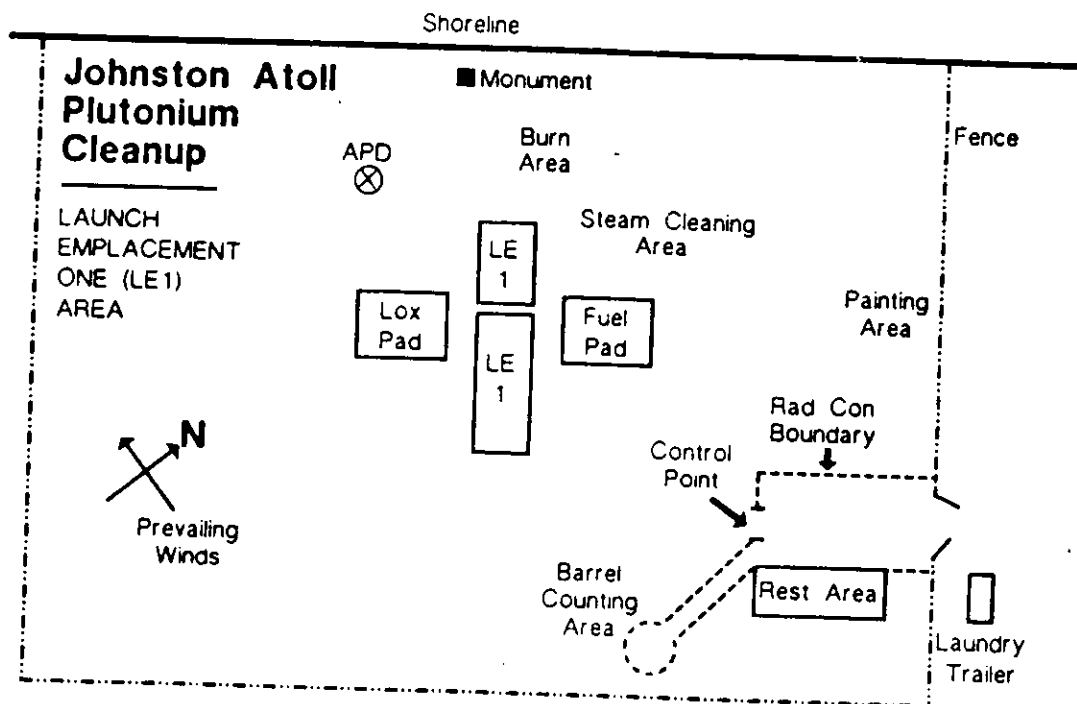 Shoreline
Johnston Atoll
Plutonium
Cleanup
Monument
Burn
Area
Fence
APD
LAUNCH
EMPLACEMENT
ONE (LE1)
AREA
Steam Cleaning
Area
LE
1
Lox
Pad
Fuel
Pad
Painting
Area
LE
1
Rad Con
Boundary
N
Control
Point
Prevailing
Winds
Barrel
Counting
Area
Rest Area
Laundry
Trailer